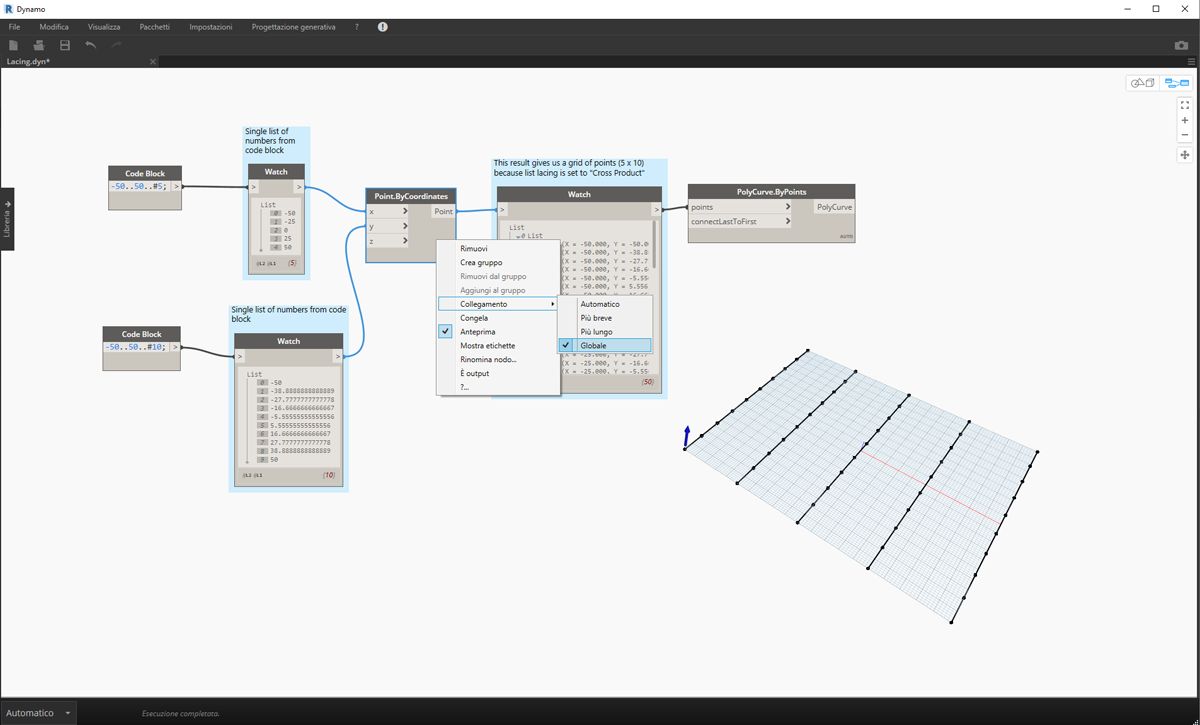 Dynamo
File Modifica Visualizza Pacchetti Impostazioni Progettazione generativa ?
Lacing.dyn*
Libreria
Single list of
numbers from
code block
Code Block
-50..50..#5; >
Watch
> >
List
0 -50
1 -25
2 0
3 25
4 50
@L2 @L1 {5}
Single list of numbers from code
block
Code Block
-50..50..#10; >
Watch
> >
List
0 -50
1 -38.8888888888889
2 -27.7777777777778
3 -16.6666666666667
4 -5.55555555555556
5 5.55555555555556
6 16.6666666666667
7 27.7777777777778
8 38.8888888888889
9 50
@L2 @L1 {10}
Point.ByCoordinates
x > Point
y >
z >
This result gives us a grid of points (5 x 10)
because list lacing is set to "Cross Product"
Watch
> >
List
0 List
(X = -50.000, Y = -50.0
(X = -50.000, Y = -38.8
(X = -50.000, Y = -27.7
(X = -50.000, Y = -16.6
(X = -50.000, Y = -5.55
(X = -50.000, Y = 5.556
(X = -25.000, Y = -16.6
(X = -25.000, Y = -5.55
{50}
PolyCurve.ByPoints
points > PolyCurve
connectLastToFirst >
AUTO
Rimuovi
Crea gruppo
Rimuovi dal gruppo
Aggiungi al gruppo
Collegamento
Congela
Anteprima
Mostra etichette
Rinomina nodo...
È output
?...
Automatico
Più breve
Più lungo
Globale
Automatico
Esecuzione completata.